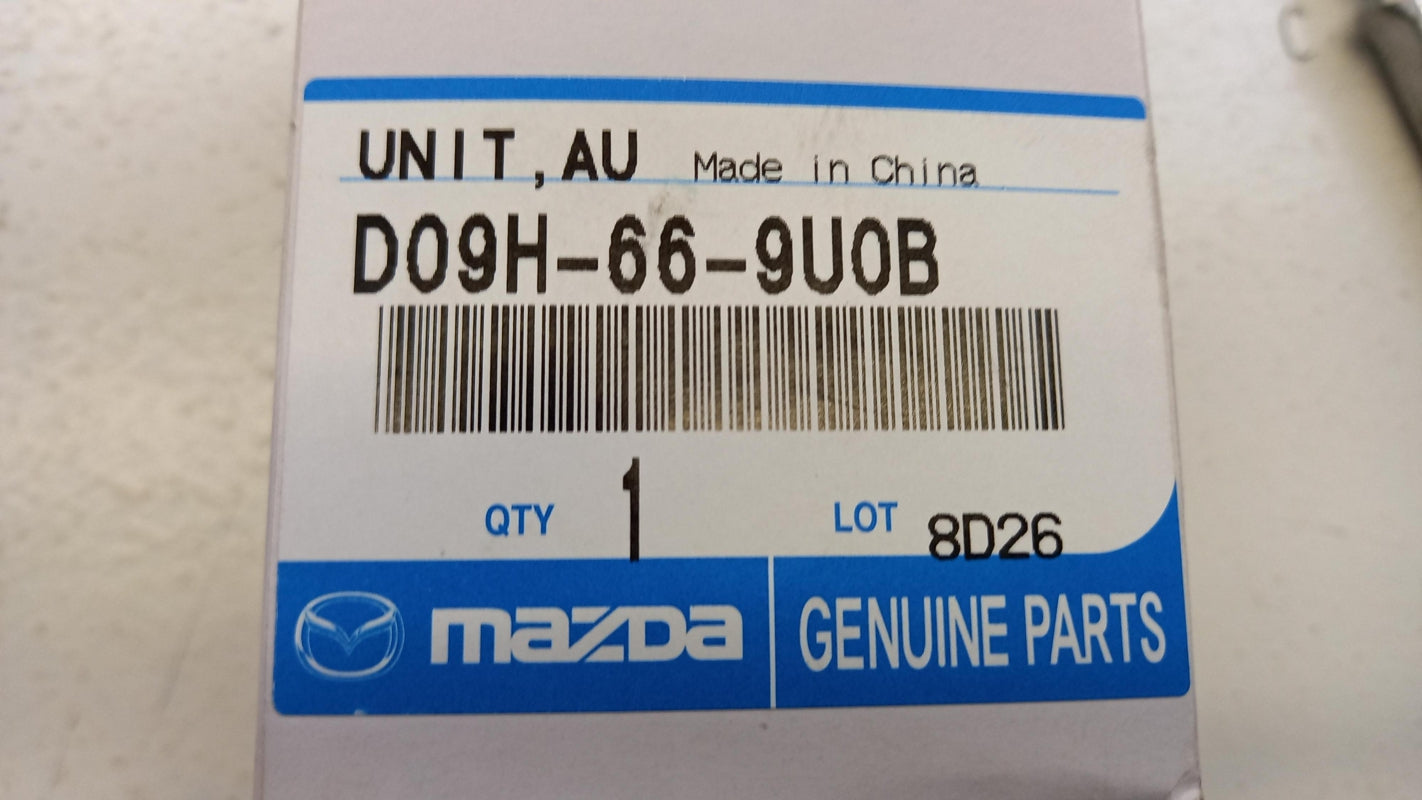 UNIT,AU Made in China
D09H-66-9U0B
QTY 1 LOT 8D26
mazda GENUINE PARTS